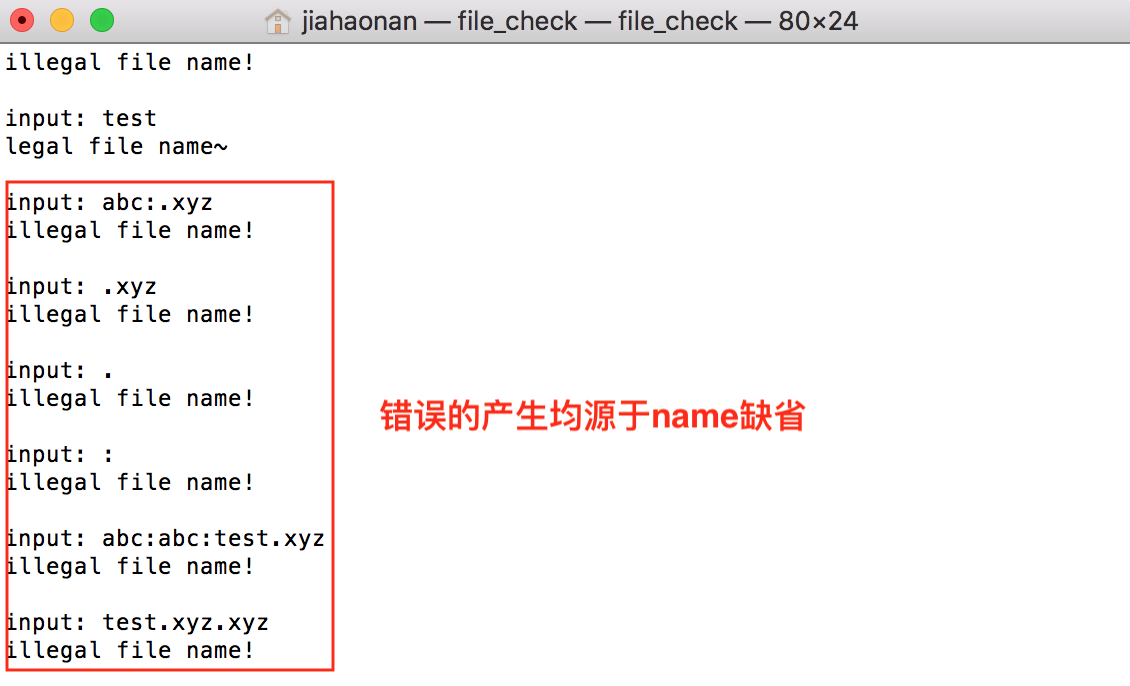 jiahaonan — file_check — file_check — 80×24
illegal file name!
input: test
legal file name~
input: abc:.xyz
illegal file name!
input: .xyz
illegal file name!
input: .
illegal file name!
错误的产生均源于name缺省
input: :
illegal file name!
input: abc:abc:test.xyz
illegal file name!
input: test.xyz.xyz
illegal file name!